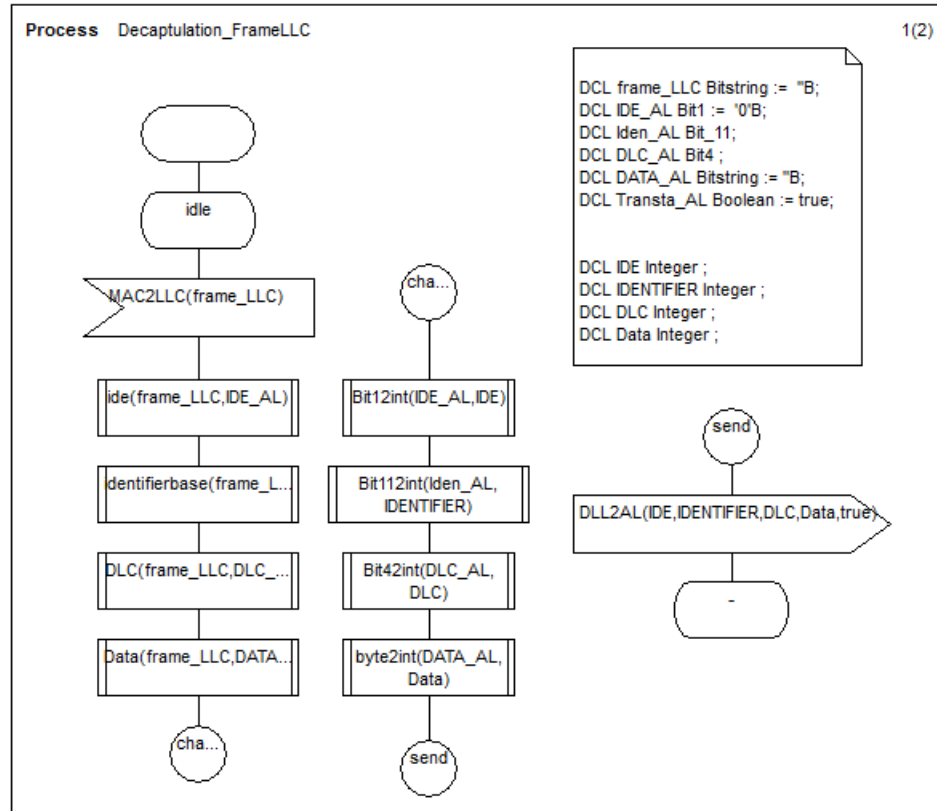 Process Decaptulation_FrameLLC
1(2)
idle
MAC2LLC(frame_LLC)
ide(frame_LLC,IDE_AL)
identifierbase(frame_L...
DLC(frame_LLC,DLC_...
Data(frame_LLC,DATA...
cha...
cha...
Bit12int(IDE_AL,IDE)
Bit112int(Iden_AL,
IDENTIFIER)
Bit42int(DLC_AL,
DLC)
byte2int(DATA_AL,
Data)
send
DCL frame_LLC Bitstring := ''B;
DCL IDE_AL Bit1 := '0'B;
DCL Iden_AL Bit_11;
DCL DLC_AL Bit4 ;
DCL DATA_AL Bitstring := ''B;
DCL Transta_AL Boolean := true;
DCL IDE Integer ;
DCL IDENTIFIER Integer ;
DCL DLC Integer ;
DCL Data Integer ;
send
DLL2AL(IDE,IDENTIFIER,DLC,Data,true)
-